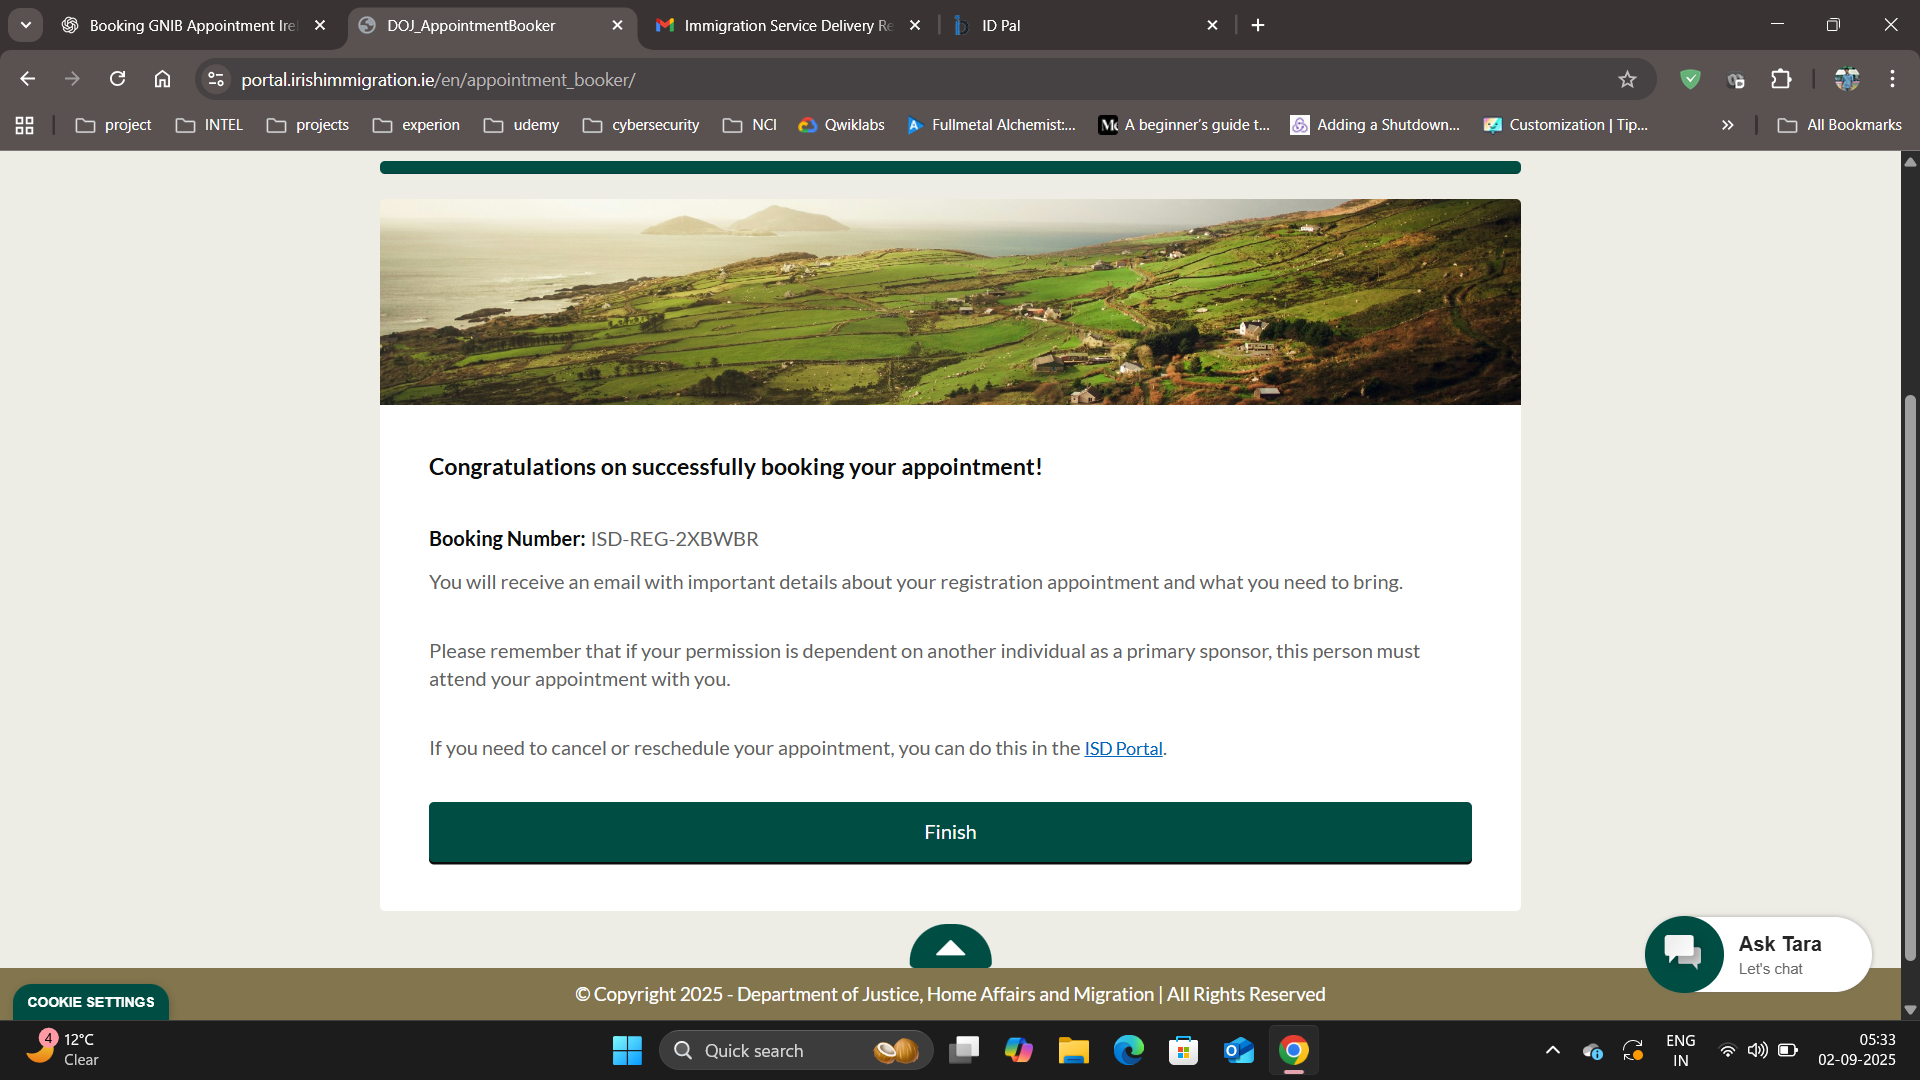 Booking GNIB Appointment Irel
DOJ_AppointmentBooker
Immigration Service Delivery Re
ID Pal
portal.irishimmigration.ie/en/appointment_booker/
project
INTEL
projects
experion
udemy
cybersecurity
NCI
Qwiklabs
Fullmetal Alchemist:...
A beginner's guide t...
Adding a Shutdown...
Customization | Tip...
All Bookmarks
Congratulations on successfully booking your appointment!
Booking Number: ISD-REG-2XBWBR
You will receive an email with important details about your registration appointment and what you need to bring.
Please remember that if your permission is dependent on another individual as a primary sponsor, this person must
attend your appointment with you.
If you need to cancel or reschedule your appointment, you can do this in the ISD Portal.
Finish
Ask Tara
Let's chat
COOKIE SETTINGS
© Copyright 2025 - Department of Justice, Home Affairs and Migration | All Rights Reserved
4
12°C
Clear
Quick search
ENG
IN
05:33
02-09-2025